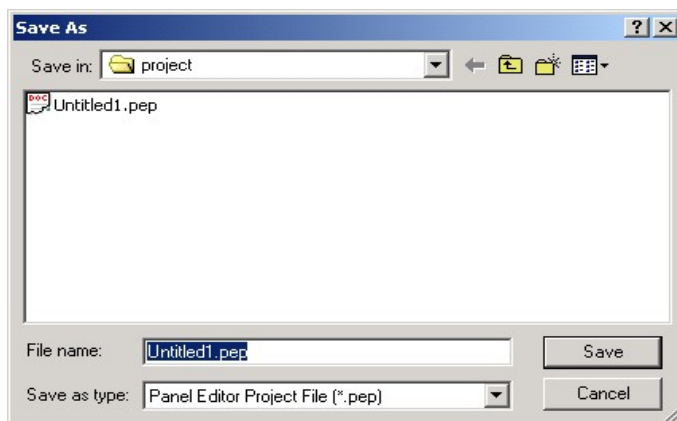 Save As
Save in: project
DOC
Untitled1.pep
File name: Untitled1.pep Save
Save as type: Panel Editor Project File (*.pep) Cancel